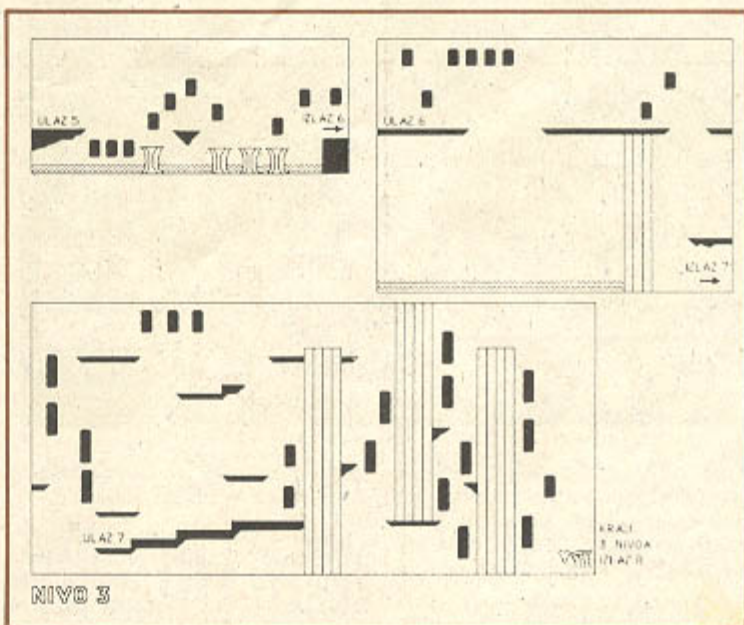 ULAZ 5
IZLAZ 6
ULAZ 6
IZLAZ 7
ULAZ 7
KRAJ
3 NIVOA
IZLAZ 8
NIVO 3